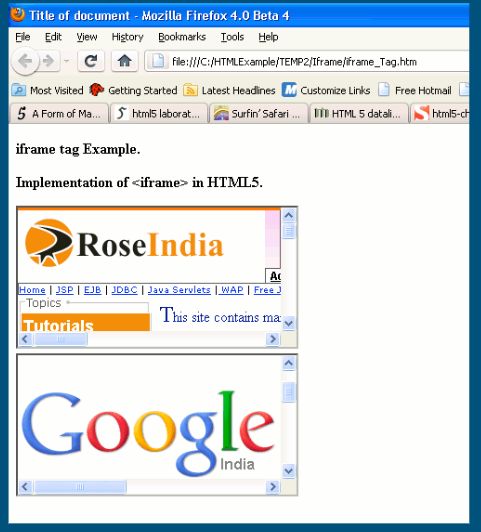 Title of document - Mozilla Firefox 4.0 Beta 4
File Edit View History Bookmarks Tools Help
file:///C:/HTMLExample/TEMP2/Iframe/iframe_Tag.htm
Most Visited Getting Started Latest Headlines Customize Links Free Hotmail
A Form of Ma... html5 laborat... Surfin' Safari ... HTML 5 datali... html5-ch
iframe tag Example.
Implementation of <iframe> in HTML5.
RoseIndia
Home | JSP | EJB | JDBC | Java Servlets | WAP | Free J
Topics
Tutorials
This site contains ma
Google
India